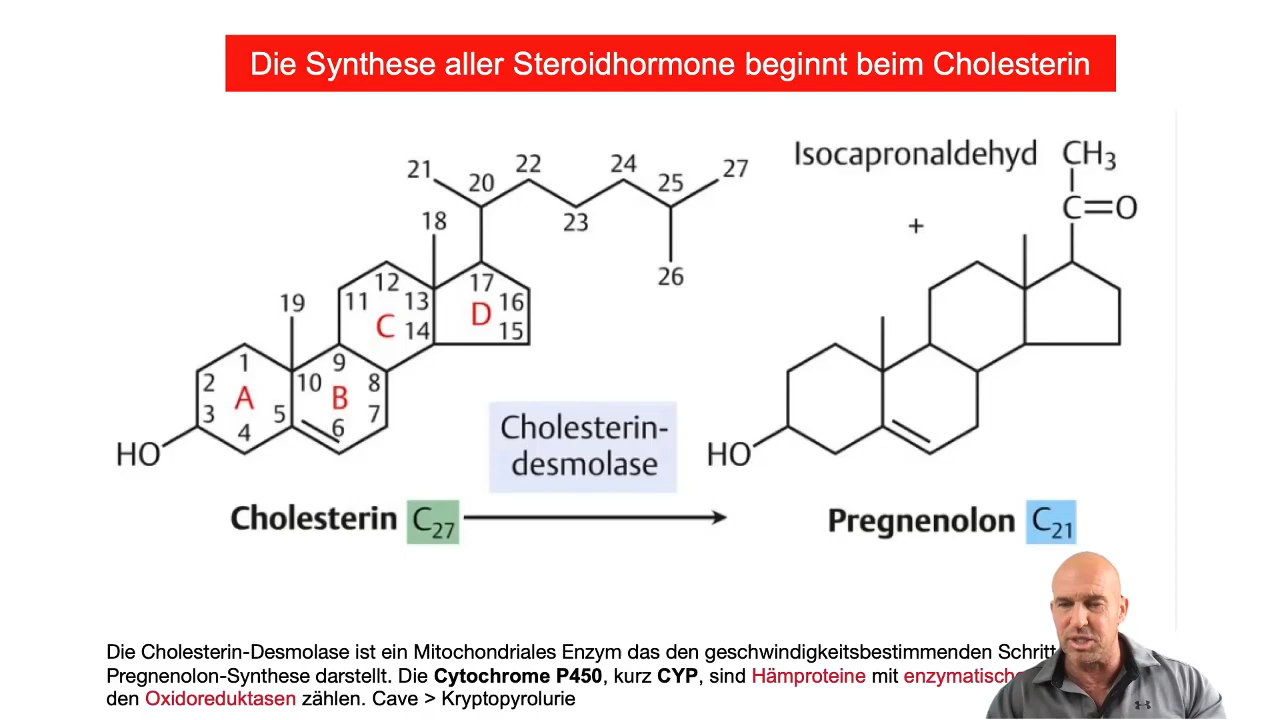 Die Synthese aller Steroidhormone beginnt beim Cholesterin
Isocapronaldehyd
+
CH3
C=O
21
20
22
23
24
25
27
26
18
12
17
11
13
16
C
D
14
15
19
1
9
2
10
8
A
B
3
5
7
4
6
HO
Cholesterin-
desmolase
HO
Cholesterin C27
Pregnenolon C21
Die Cholesterin-Desmolase ist ein Mitochondriales Enzym das den geschwindigkeitsbestimmenden Schritt
Pregnenolon-Synthese darstellt. Die Cytochrome P450, kurz CYP, sind Hämproteine mit
den Oxidoreduktasen zählen. Cave > Kryptopyrolurie